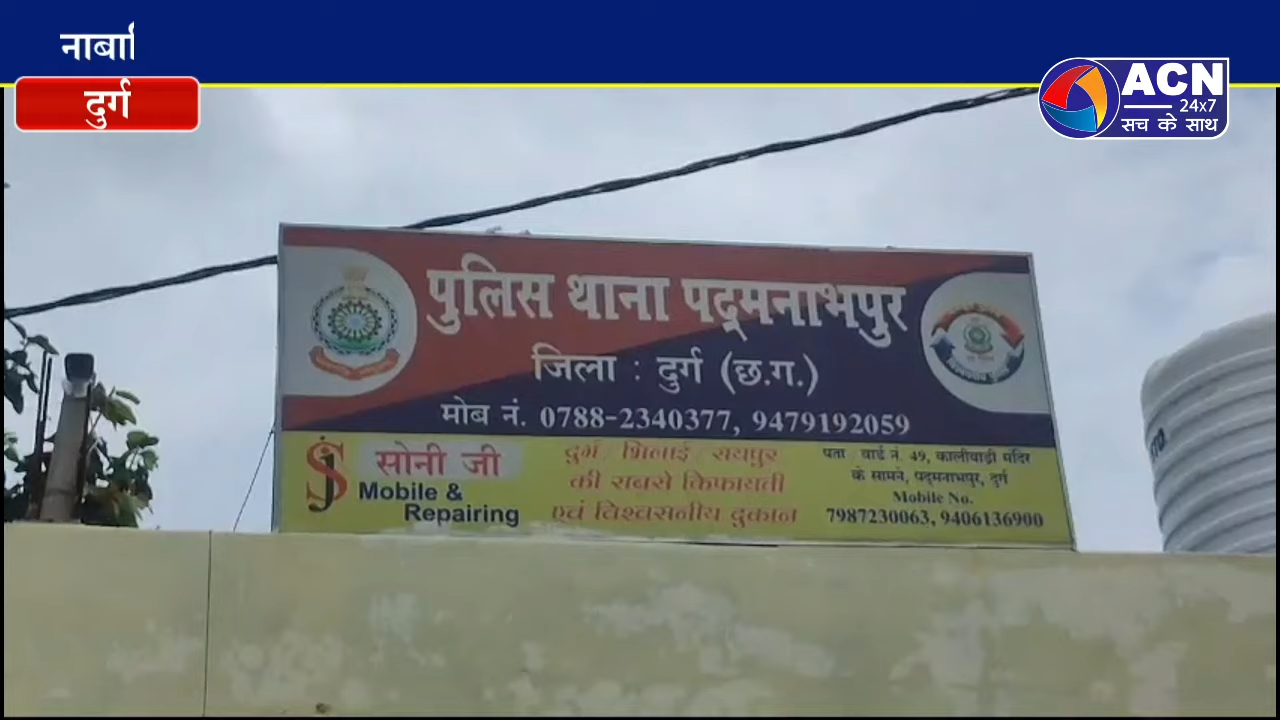 नाबा
दुर्ग
ACN
24x7
सच के साथ
पुलिस थाना पद्मनाभपुर
जिला : दुर्ग (छ.ग.)
मोब नं. 0788-2340377, 9479192059
SJ सोनी जी
Mobile &
Repairing
दुर्ग / भिलाई / रायपुर
की सबसे किफायती
एवं विश्वसनीय दुकान
पता वार्ड नं. 49, कालीबाड़ी मंदिर
के सामने, पद्मनाभपुर, दुर्ग
Mobile No.
7987230063, 9406136900